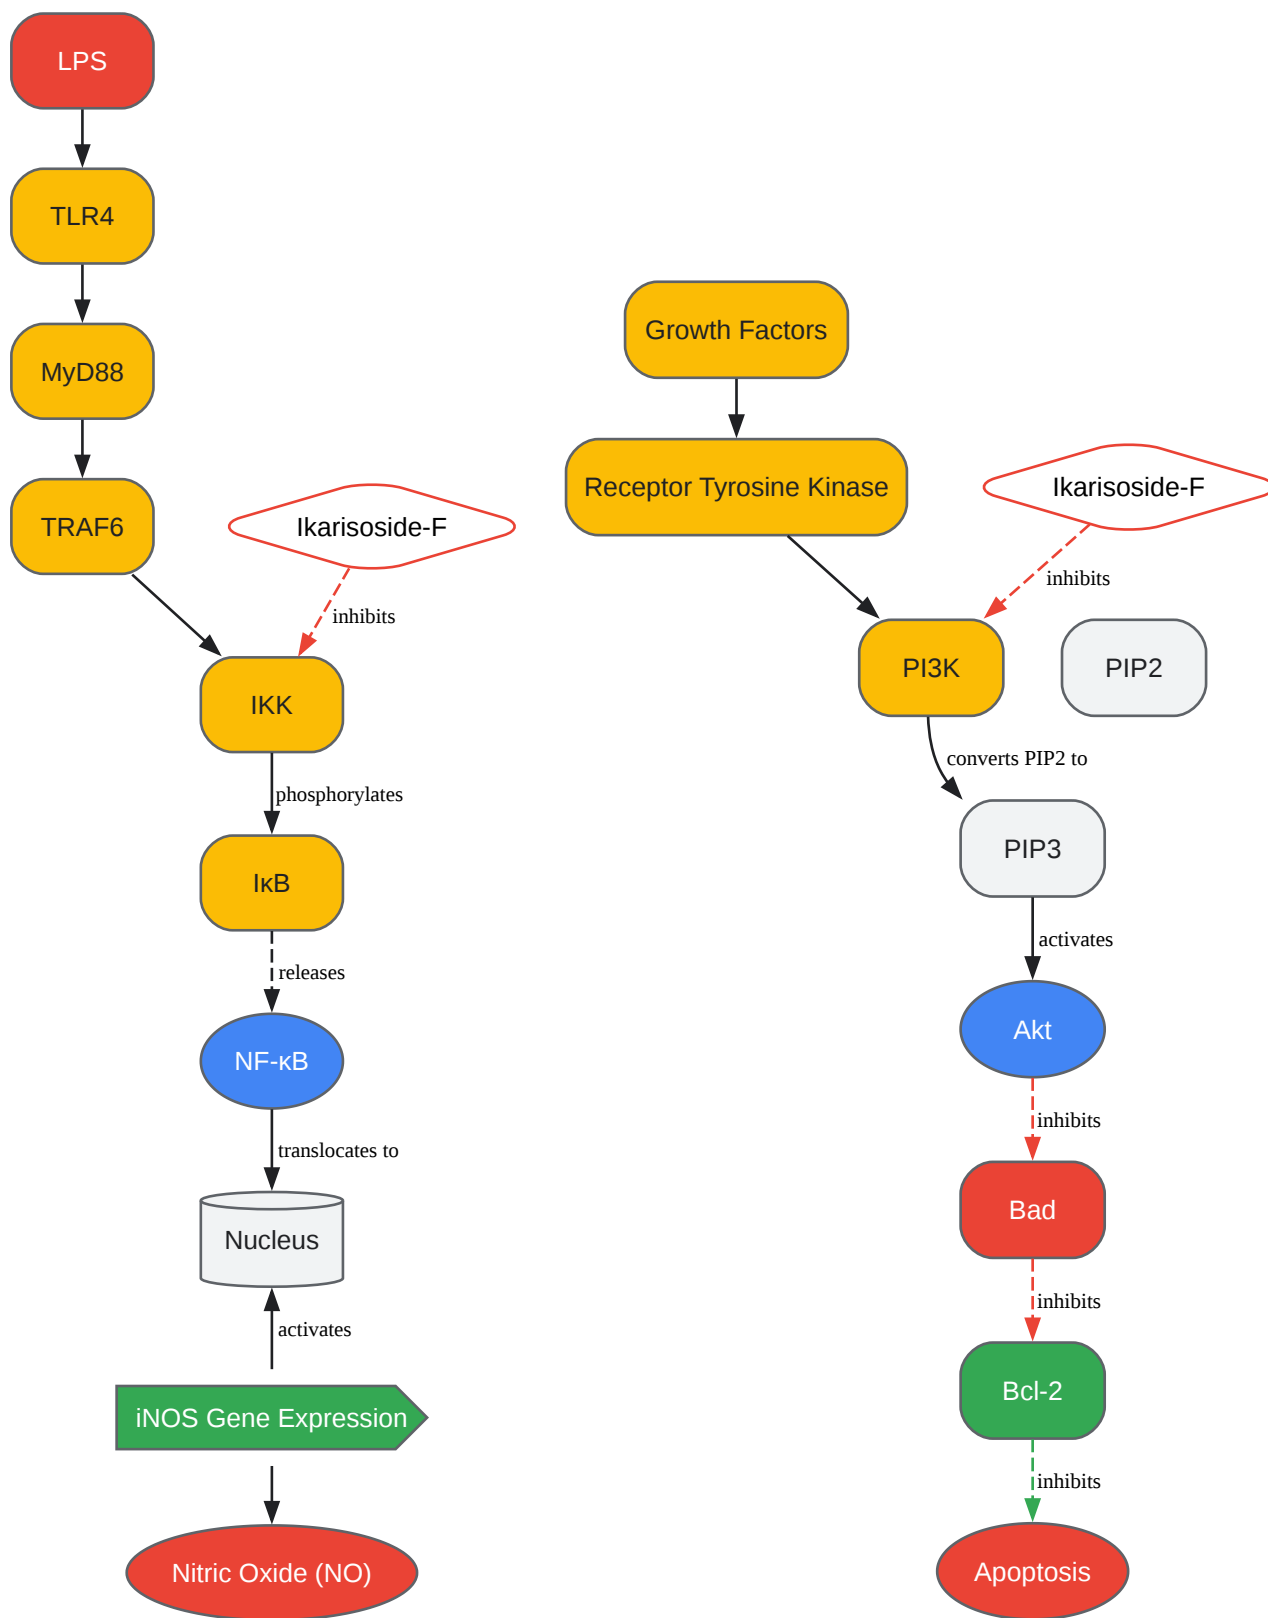 LPS
TLR4
MyD88
TRAF6
Ikarisoside-F
inhibits
IKK
phosphorylates
IκB
releases
NF-κB
translocates to
Nucleus
activates
iNOS Gene Expression
Nitric Oxide (NO)
Growth Factors
Receptor Tyrosine Kinase
Ikarisoside-F
inhibits
PI3K
PIP2
converts PIP2 to
PIP3
activates
Akt
inhibits
Bad
inhibits
Bcl-2
inhibits
Apoptosis